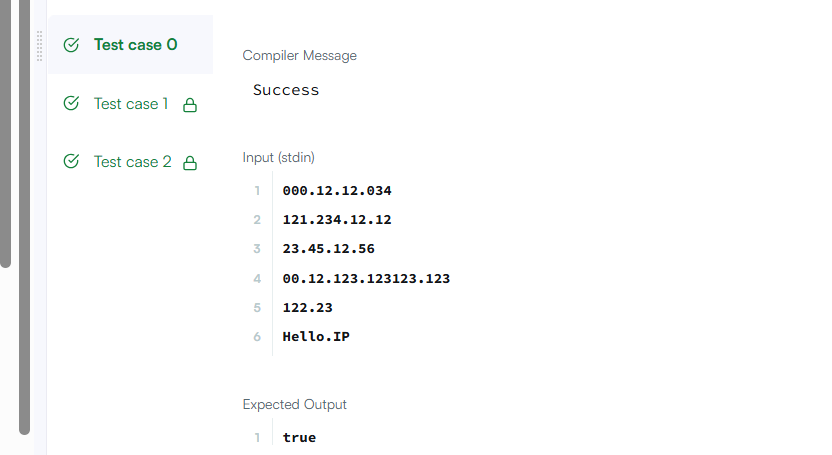 Test case 0
Test case 1
Test case 2
Compiler Message
Success
Input (stdin)
1 000.12.12.034
2 121.234.12.12
3 23.45.12.56
4 00.12.123.123123.123
5 122.23
6 Hello.IP
Expected Output
1 true